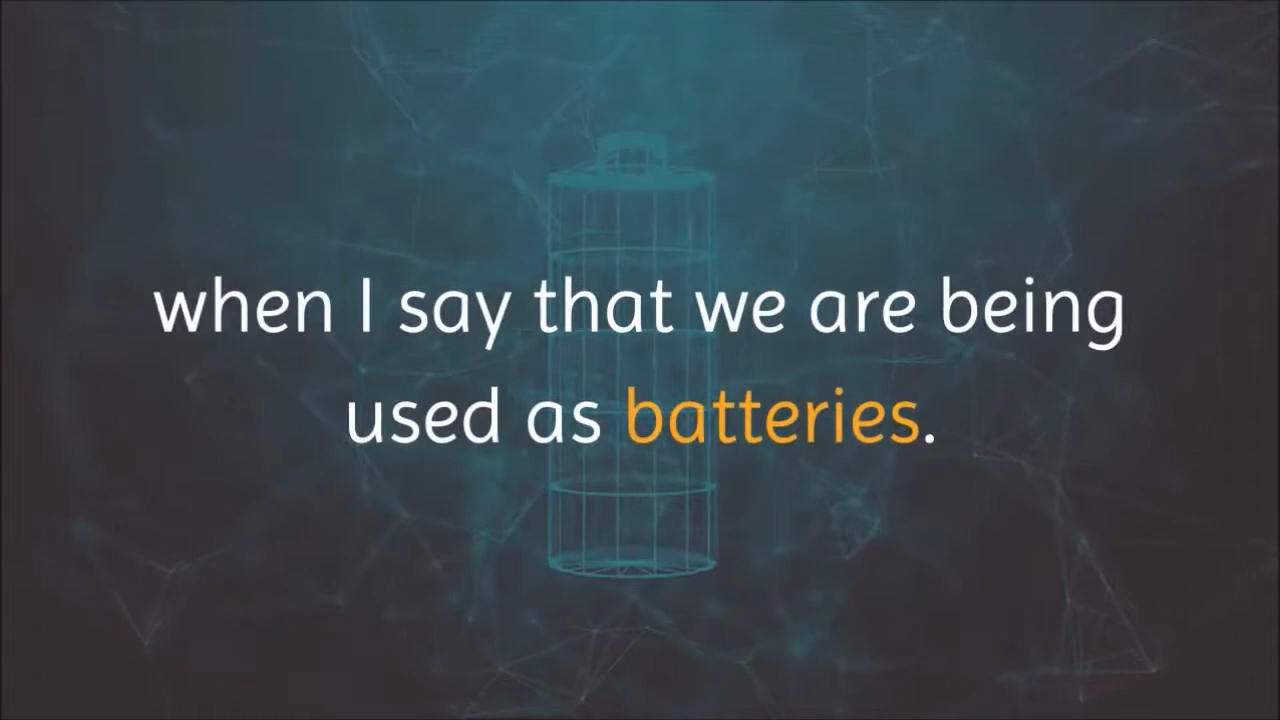 when I say that we are being
used as batteries.